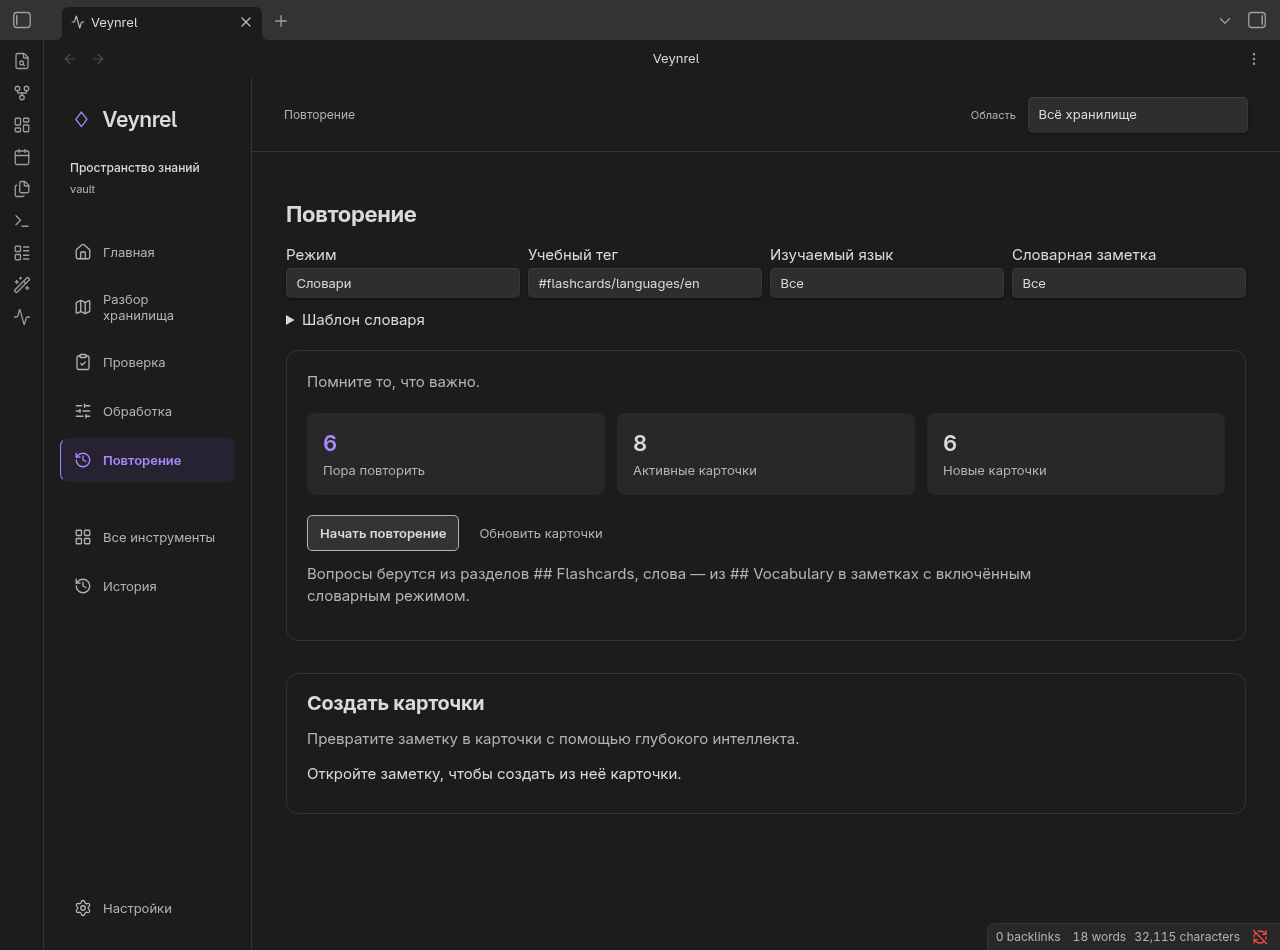 Veynrel
Veynrel
Veynrel
Пространство знаний
vault
Главная
Разбор
хранилища
Проверка
Обработка
Повторение
Все инструменты
История
Настройки
Повторение
Область
Всё хранилище
Повторение
Режим
Учебный тег
Изучаемый язык
Словарная заметка
Словари
#flashcards/languages/en
Все
Все
Шаблон словаря
Помните то, что важно.
6
Пора повторить
8
Активные карточки
6
Новые карточки
Начать повторение
Обновить карточки
Вопросы берутся из разделов ## Flashcards, слова — из ## Vocabulary в заметках с включённым
словарным режимом.
Создать карточки
Превратите заметку в карточки с помощью глубокого интеллекта.
Откройте заметку, чтобы создать из неё карточки.
0 backlinks
18 words
32,115 characters